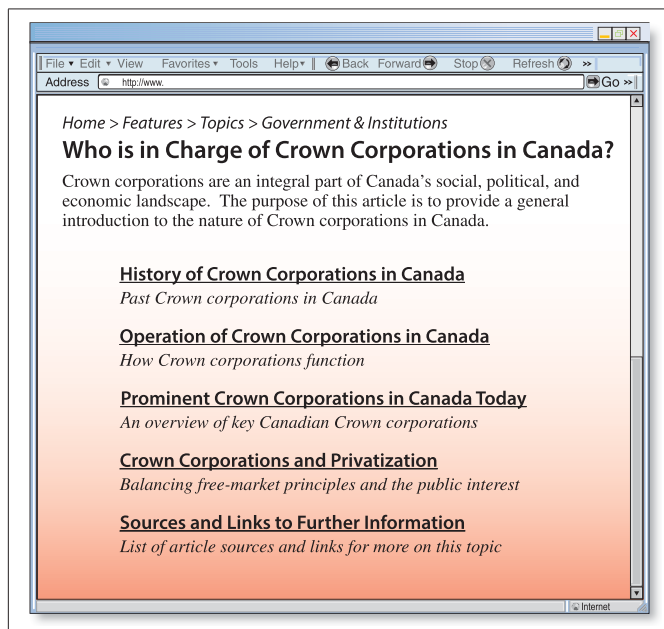 File Edit View Favorites Tools Help Back Forward Stop Refresh »
Address http://www. Go »
Home > Features > Topics > Government & Institutions
Who is in Charge of Crown Corporations in Canada?
Crown corporations are an integral part of Canada's social, political, and
economic landscape. The purpose of this article is to provide a general
introduction to the nature of Crown corporations in Canada.
History of Crown Corporations in Canada
Past Crown corporations in Canada
Operation of Crown Corporations in Canada
How Crown corporations function
Prominent Crown Corporations in Canada Today
An overview of key Canadian Crown corporations
Crown Corporations and Privatization
Balancing free-market principles and the public interest
Sources and Links to Further Information
List of article sources and links for more on this topic
Internet